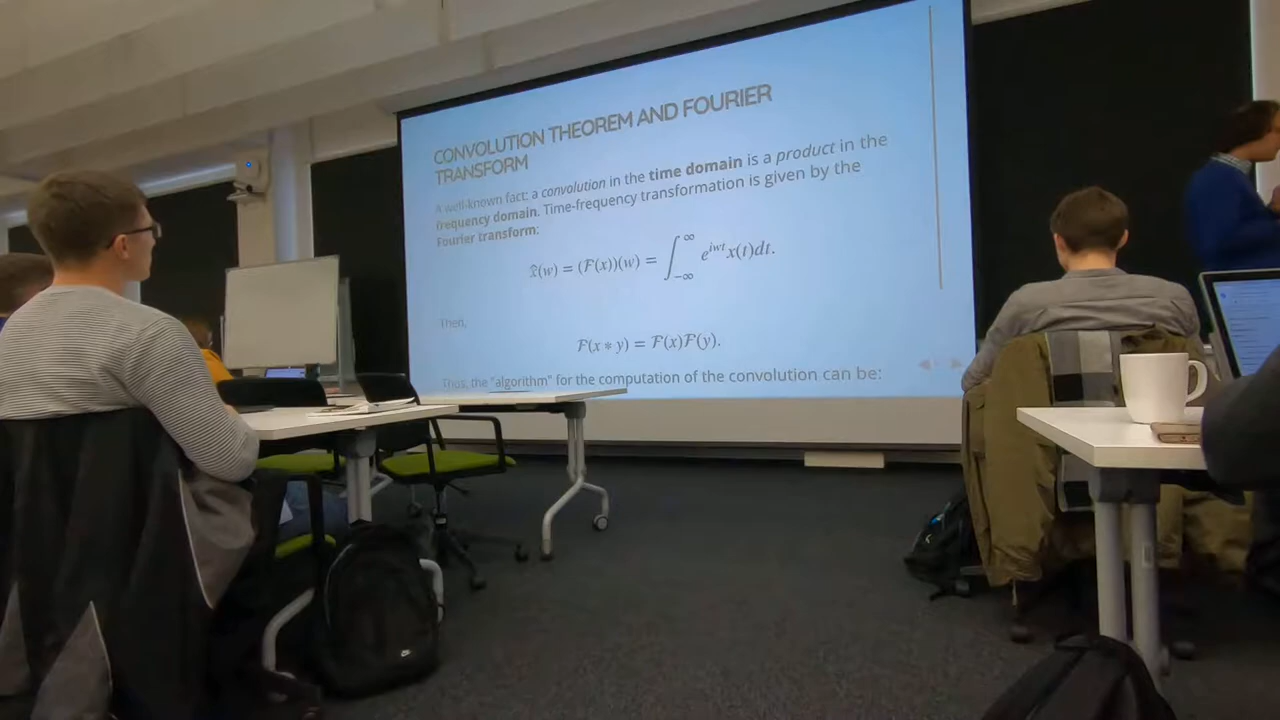 CONVOLUTION THEOREM AND FOURIER
TRANSFORM
A well-known fact: a convolution in the time domain is a product in the
frequency domain. Time-frequency transformation is given by the
Fourier transform:
x̂(w) = (F(x))(w) = ∫_{-∞}^{∞} e^{iwt}x(t)dt.
Then,
F(x * y) = F(x)F(y).
Thus, the "algorithm" for the computation of the convolution can be: